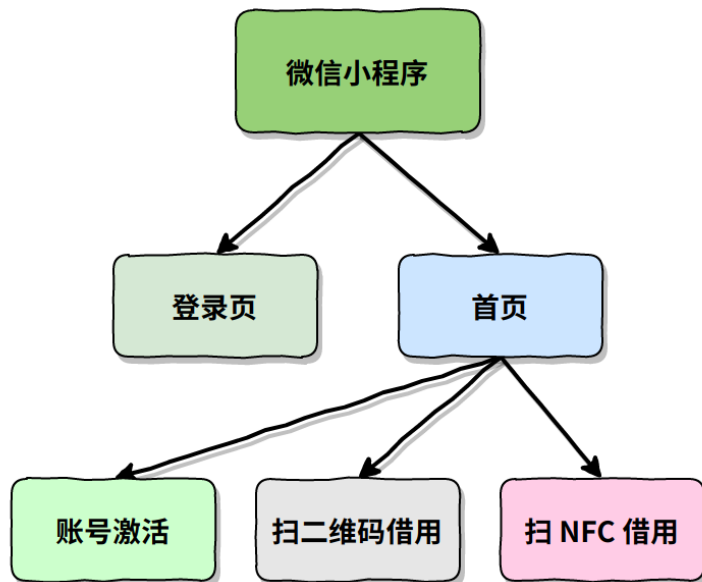 微信小程序
登录页
首页
账号激活
扫二维码借用
扫 NFC 借用